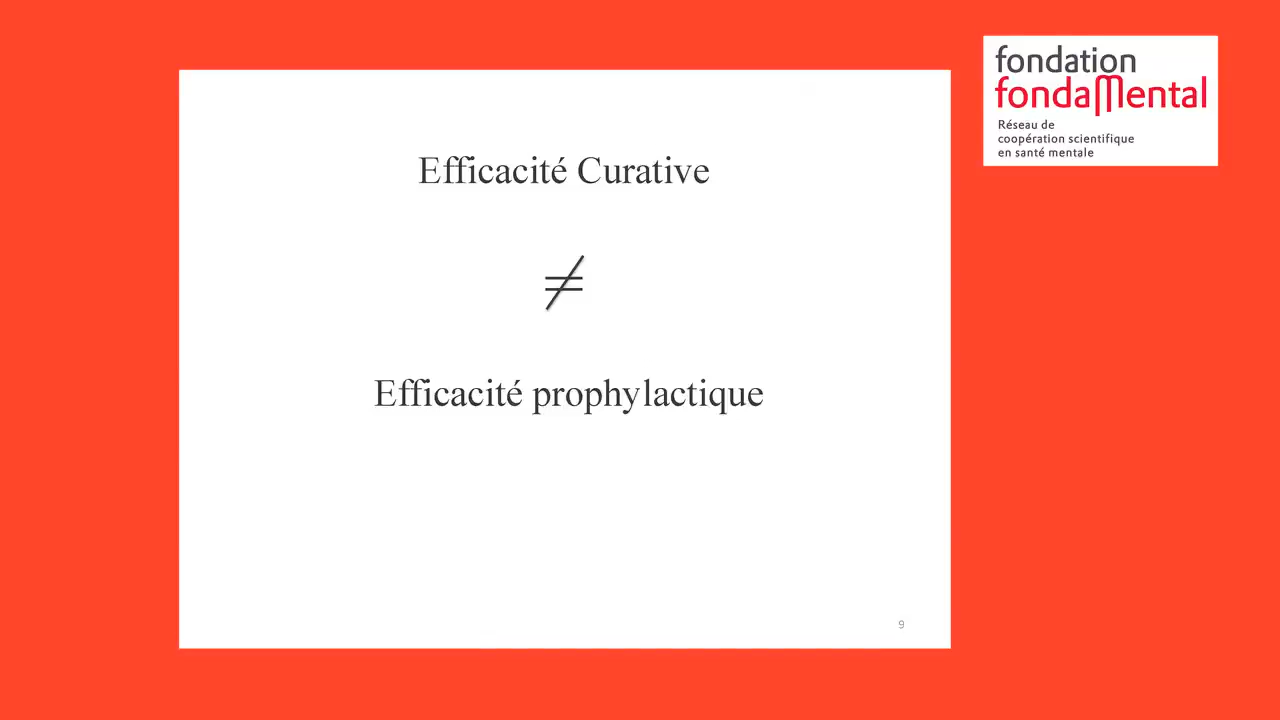 Efficacité Curative
≠
Efficacité prophylactique
9
fondation
fondaMental
Réseau de
coopération scientifique
en santé mentale